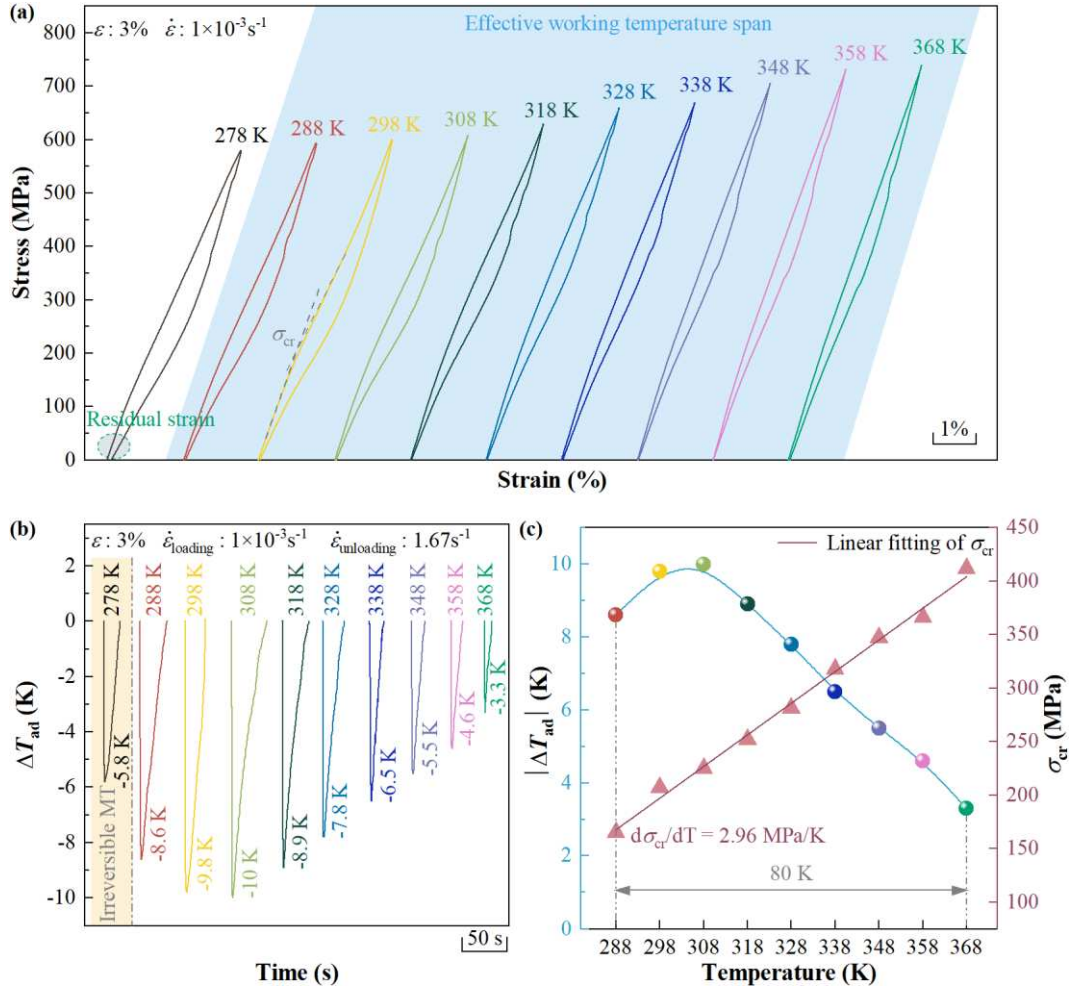 (a)
ε : 3% ε̇ : 1×10⁻³s⁻¹
Effective working temperature span
800
700
600
500
400
300
200
100
0
Stress (MPa)
278 K
288 K
298 K
308 K
318 K
328 K
338 K
348 K
358 K
368 K
σcr
Residual strain
1%
Strain (%)
(b)
ε : 3% ε̇loading : 1×10⁻³s⁻¹ ε̇unloading : 1.67s⁻¹
2
0
-2
-4
-6
-8
-10
ΔTad (K)
278 K
288 K
298 K
308 K
318 K
328 K
338 K
348 K
358 K
368 K
Irreversible MT
-5.8 K
-8.6 K
-9.8 K
-10 K
-8.9 K
-7.8 K
-6.5 K
-5.5 K
-4.6 K
-3.3 K
50 s
Time (s)
(c)
Linear fitting of σcr
10
8
6
4
2
0
|ΔTad| (K)
450
400
350
300
250
200
150
100
σcr (MPa)
dσcr/dT = 2.96 MPa/K
80 K
288 298 308 318 328 338 348 358 368
Temperature (K)